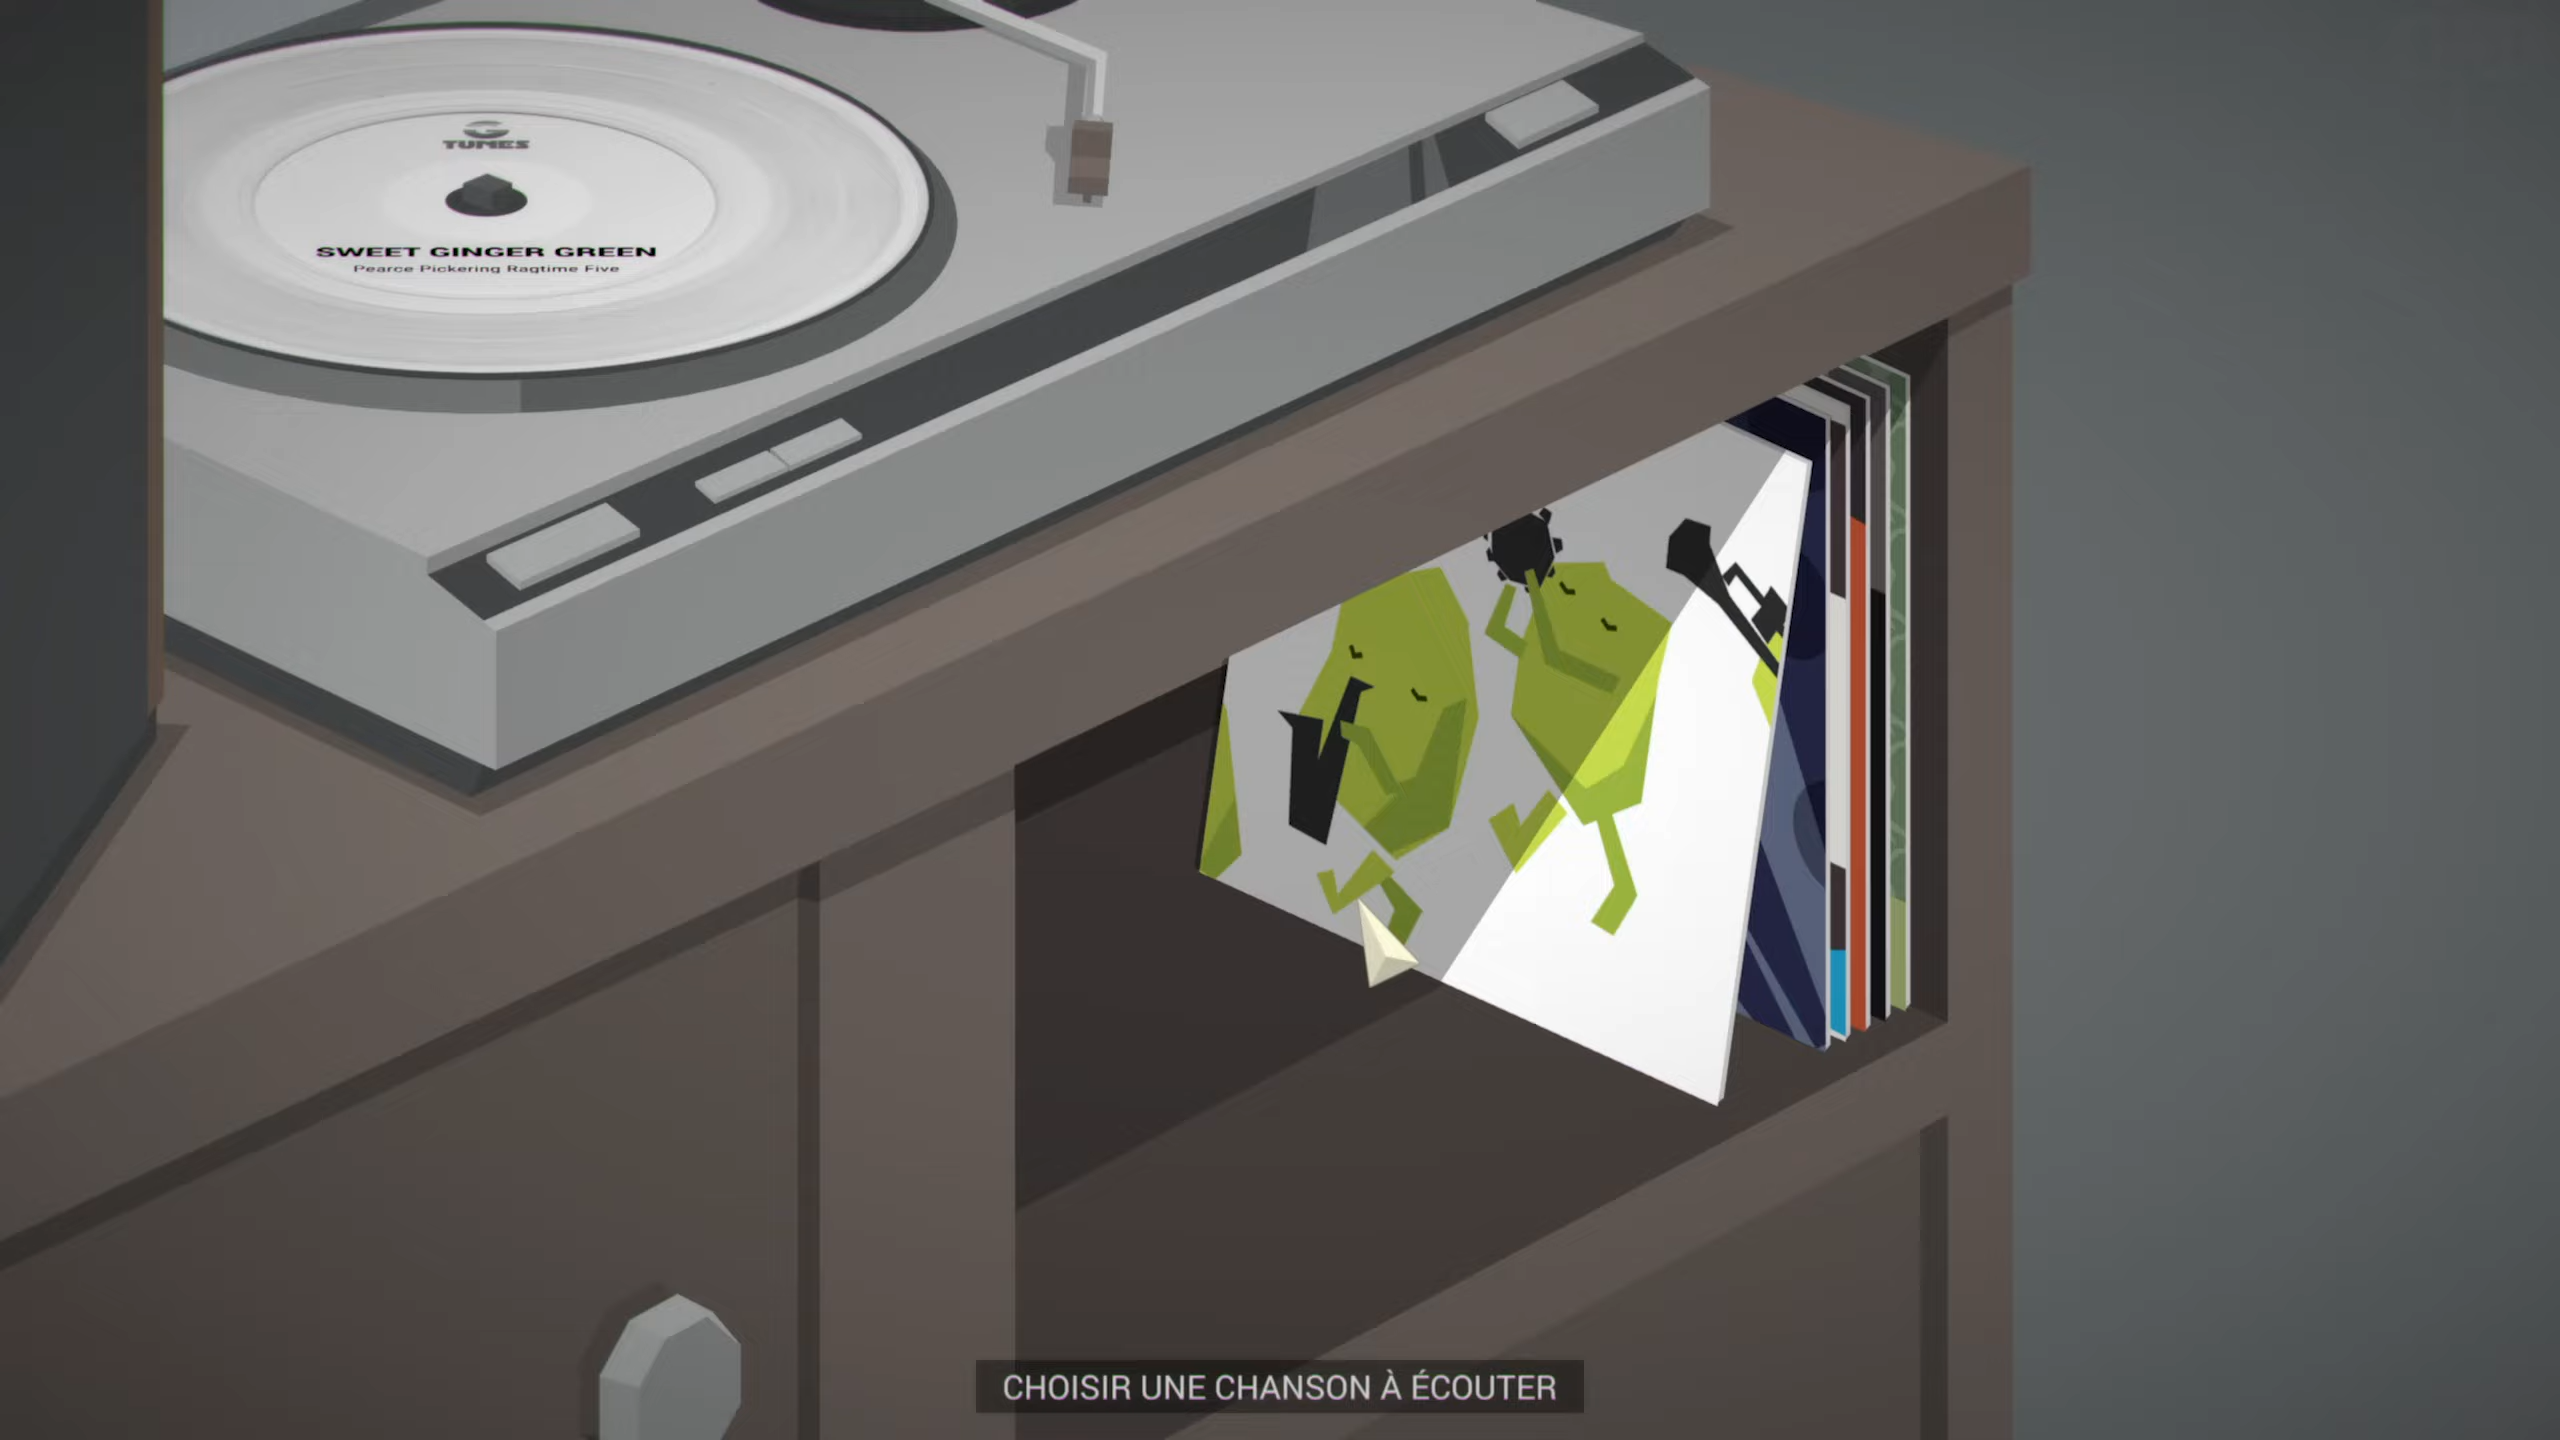 TUNES
SWEET GINGER GREEN
Pearce Pickering Ragtime Five
CHOISIR UNE CHANSON À ÉCOUTER